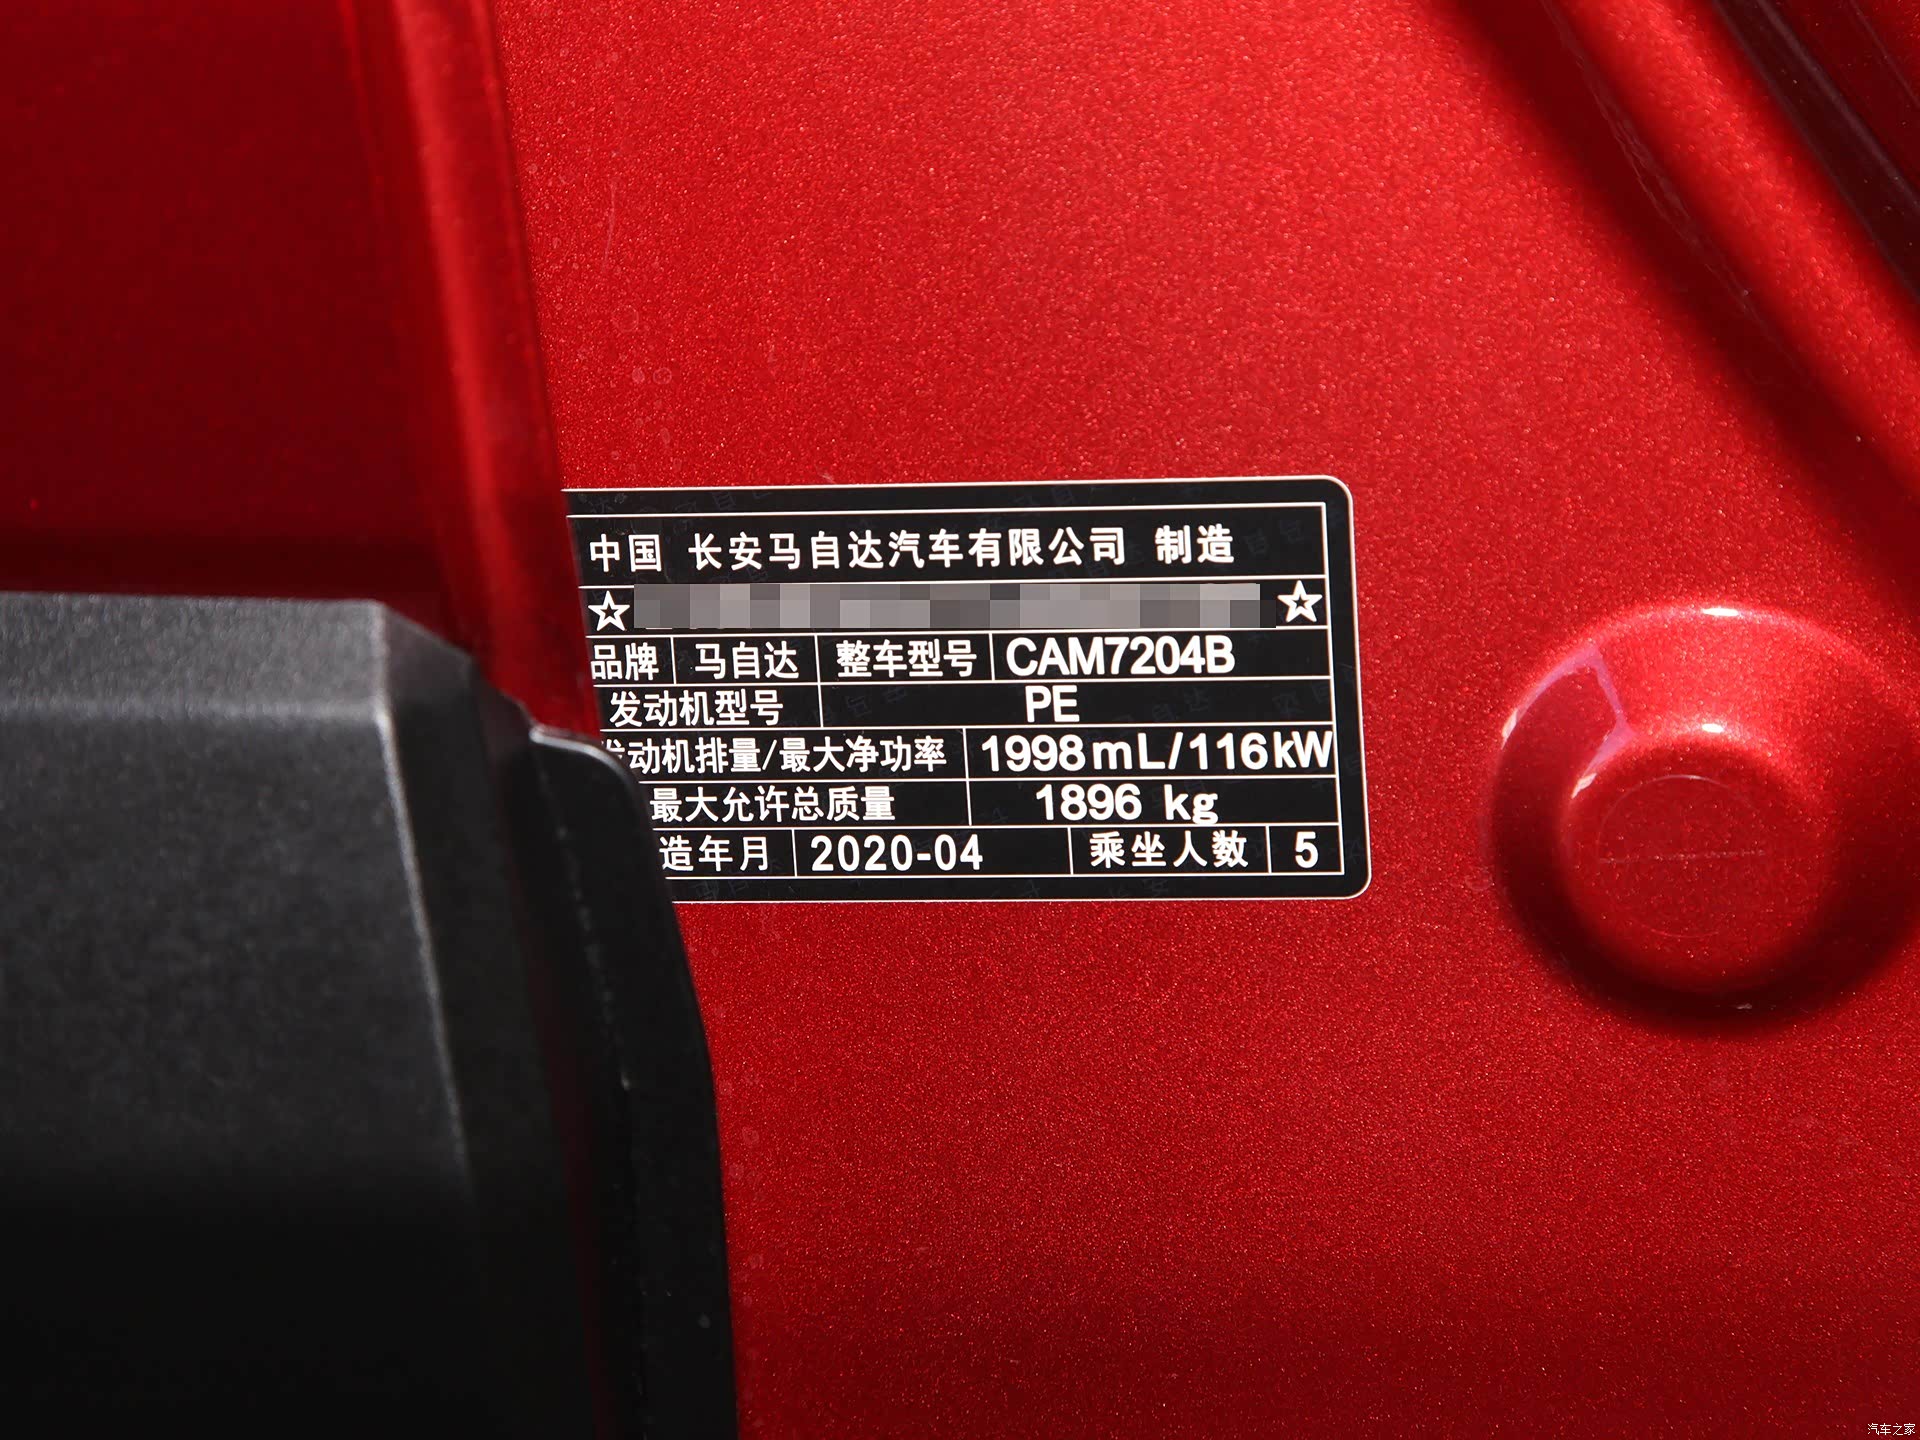 中国 长安马自达汽车有限公司 制造
☆ ☆
品牌 马自达 整车型号 CAM7204B
发动机型号 PE
发动机排量/最大净功率 1998mL/116kW
最大允许总质量 1896 kg
造年月 2020-04 乘坐人数 5
汽车之家